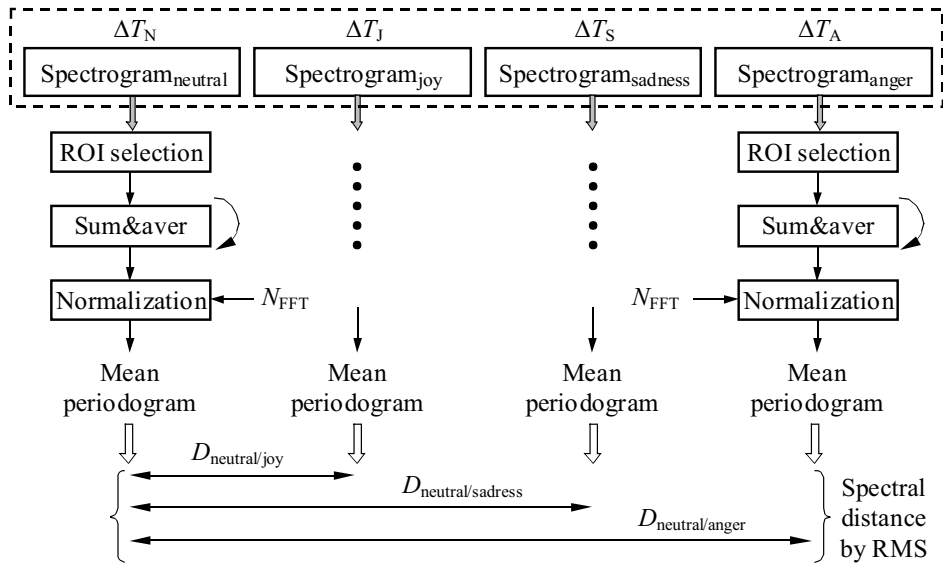 ΔT_N ΔT_J ΔT_S ΔT_A
Spectrogram_neutral Spectrogram_joy Spectrogram_sadness Spectrogram_anger
ROI selection ROI selection
Sum&aver Sum&aver
Normalization N_FFT N_FFT Normalization
Mean Mean Mean Mean
periodogram periodogram periodogram periodogram
D_neutral/joy
D_neutral/sadress
D_neutral/anger
Spectral
distance
by RMS